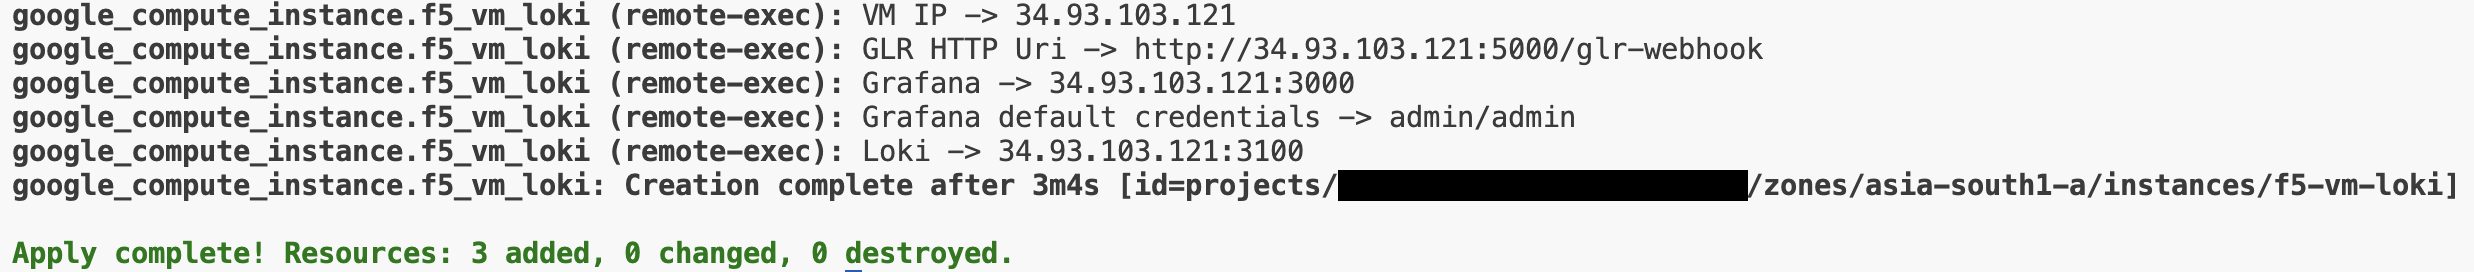 google_compute_instance.f5_vm_loki (remote-exec): VM IP -> 34.93.103.121
google_compute_instance.f5_vm_loki (remote-exec): GLR HTTP Uri -> http://34.93.103.121:5000/glr-webhook
google_compute_instance.f5_vm_loki (remote-exec): Grafana -> 34.93.103.121:3000
google_compute_instance.f5_vm_loki (remote-exec): Grafana default credentials -> admin/admin
google_compute_instance.f5_vm_loki (remote-exec): Loki -> 34.93.103.121:3100
google_compute_instance.f5_vm_loki: Creation complete after 3m4s [id=projects/ /zones/asia-south1-a/instances/f5-vm-loki]
Apply complete! Resources: 3 added, 0 changed, 0 destroyed.